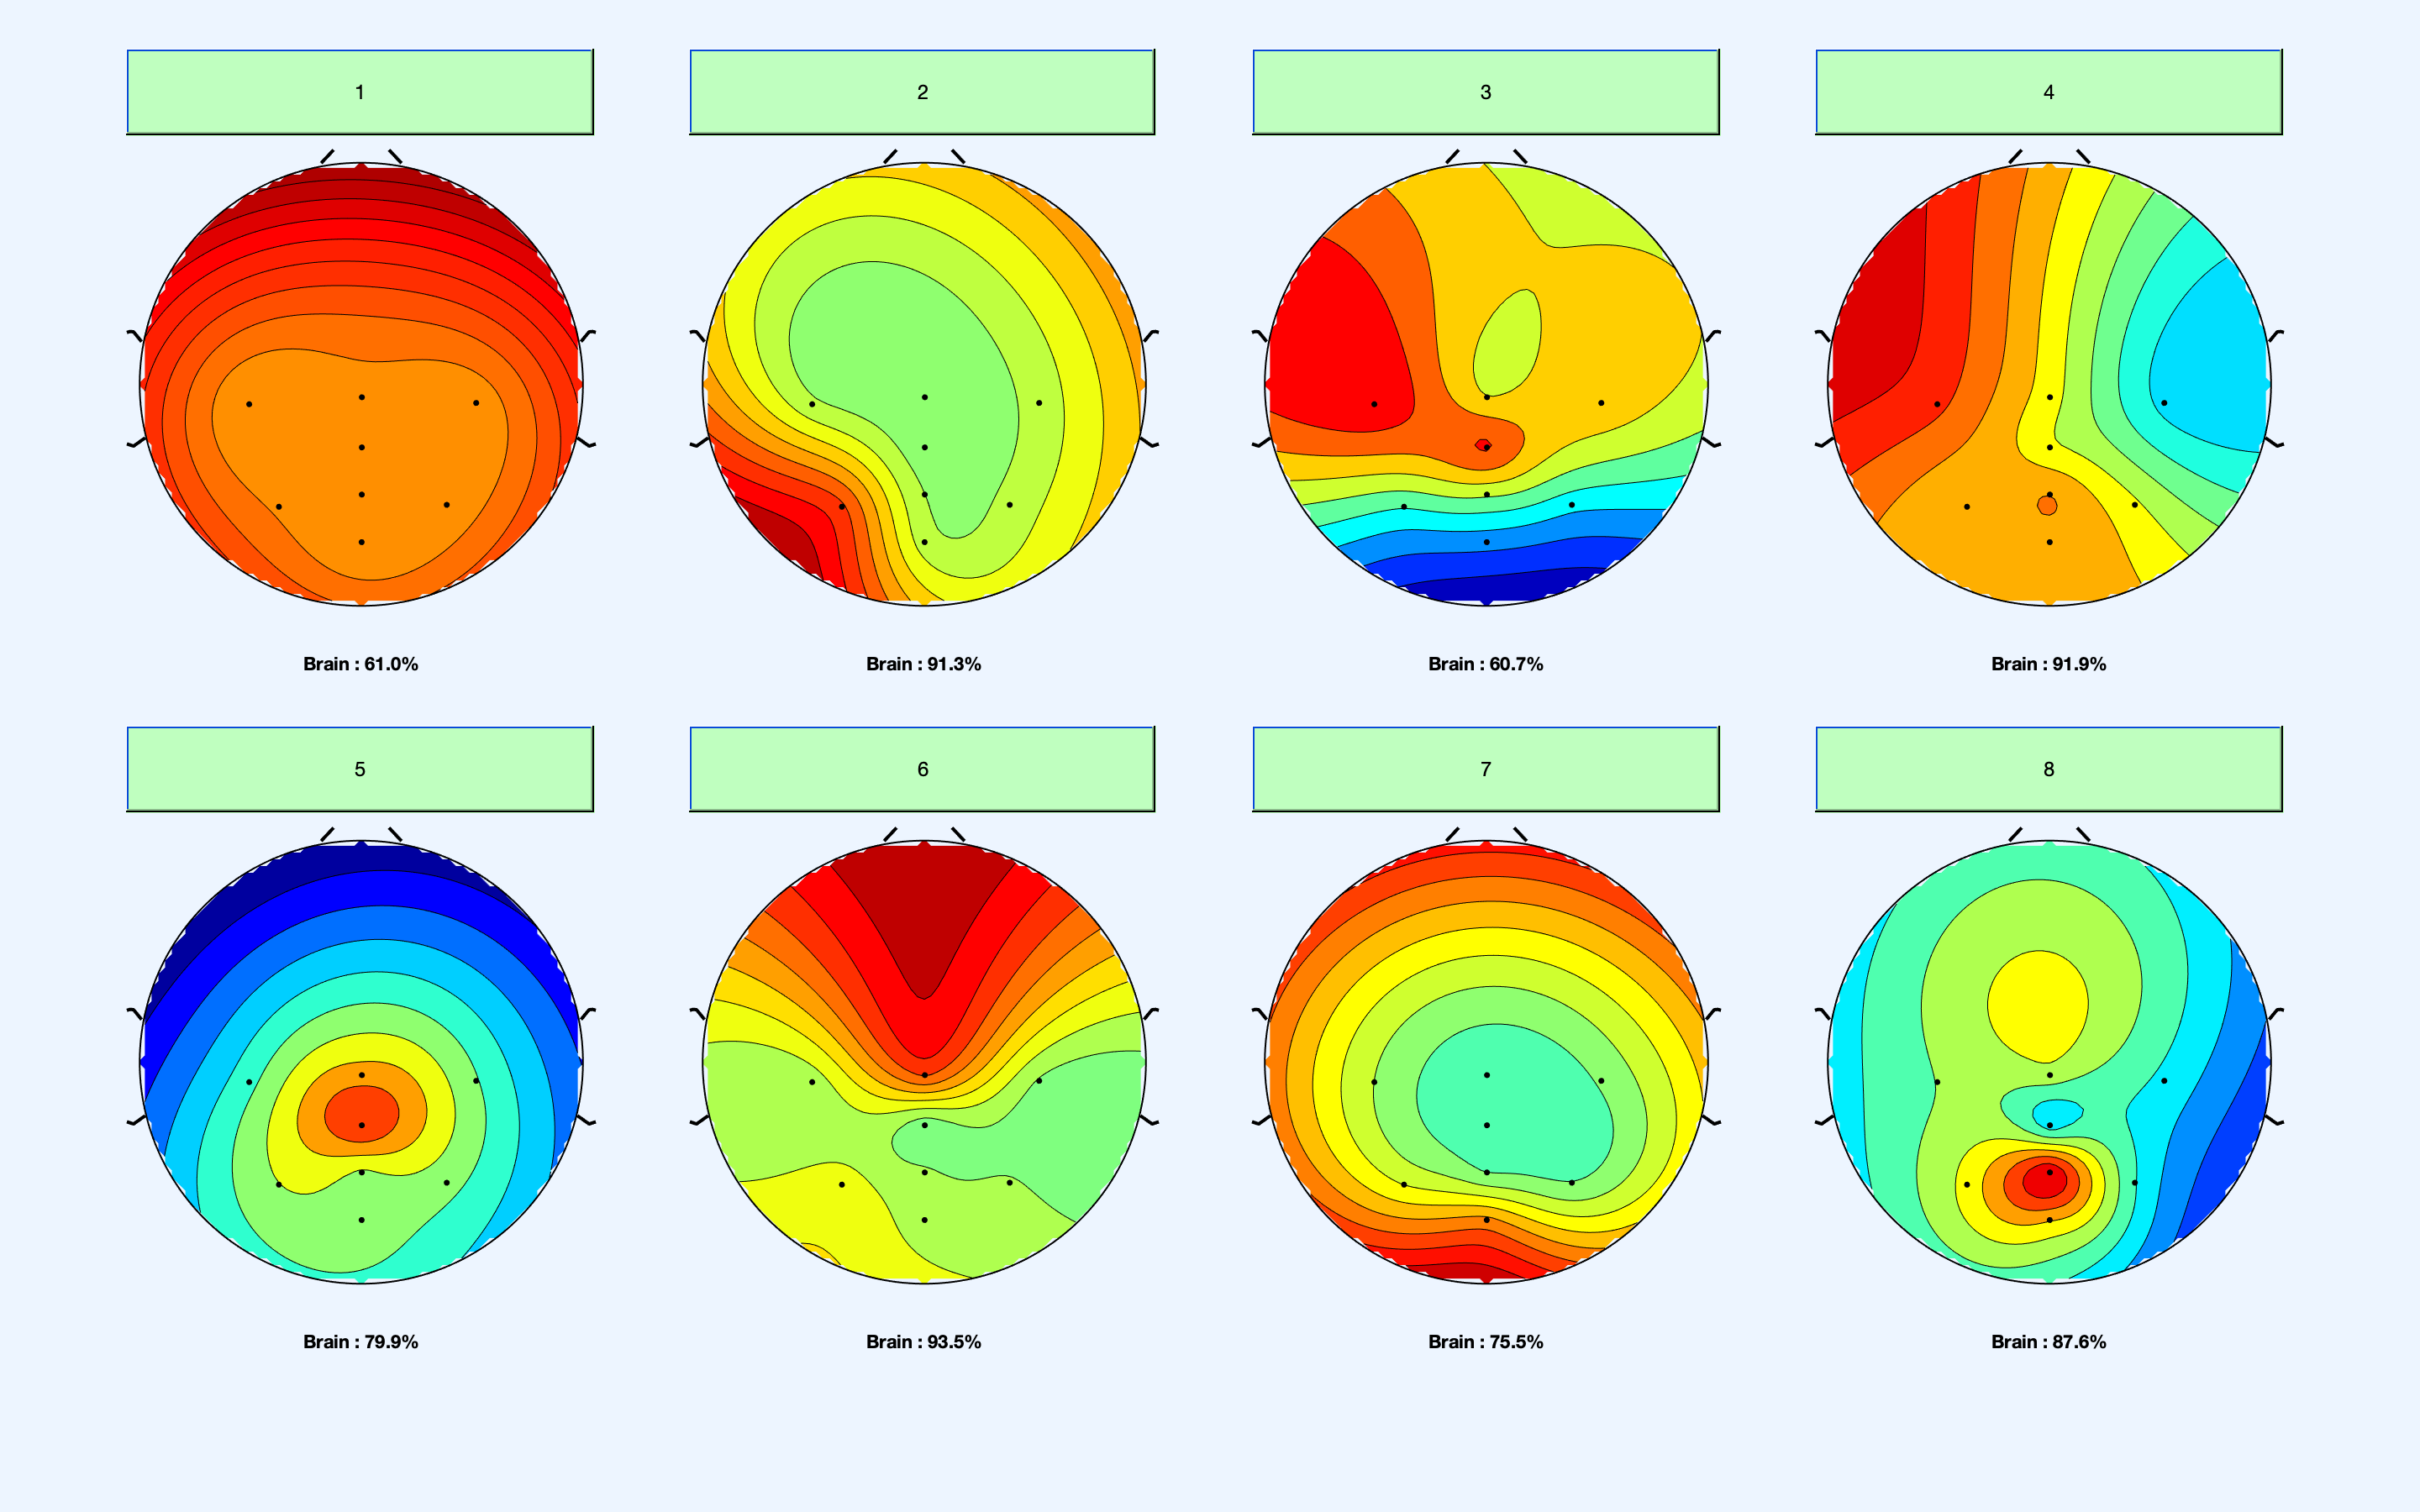 1
2
3
4
Brain : 61.0%
Brain : 91.3%
Brain : 60.7%
Brain : 91.9%
5
6
7
8
Brain : 79.9%
Brain : 93.5%
Brain : 75.5%
Brain : 87.6%